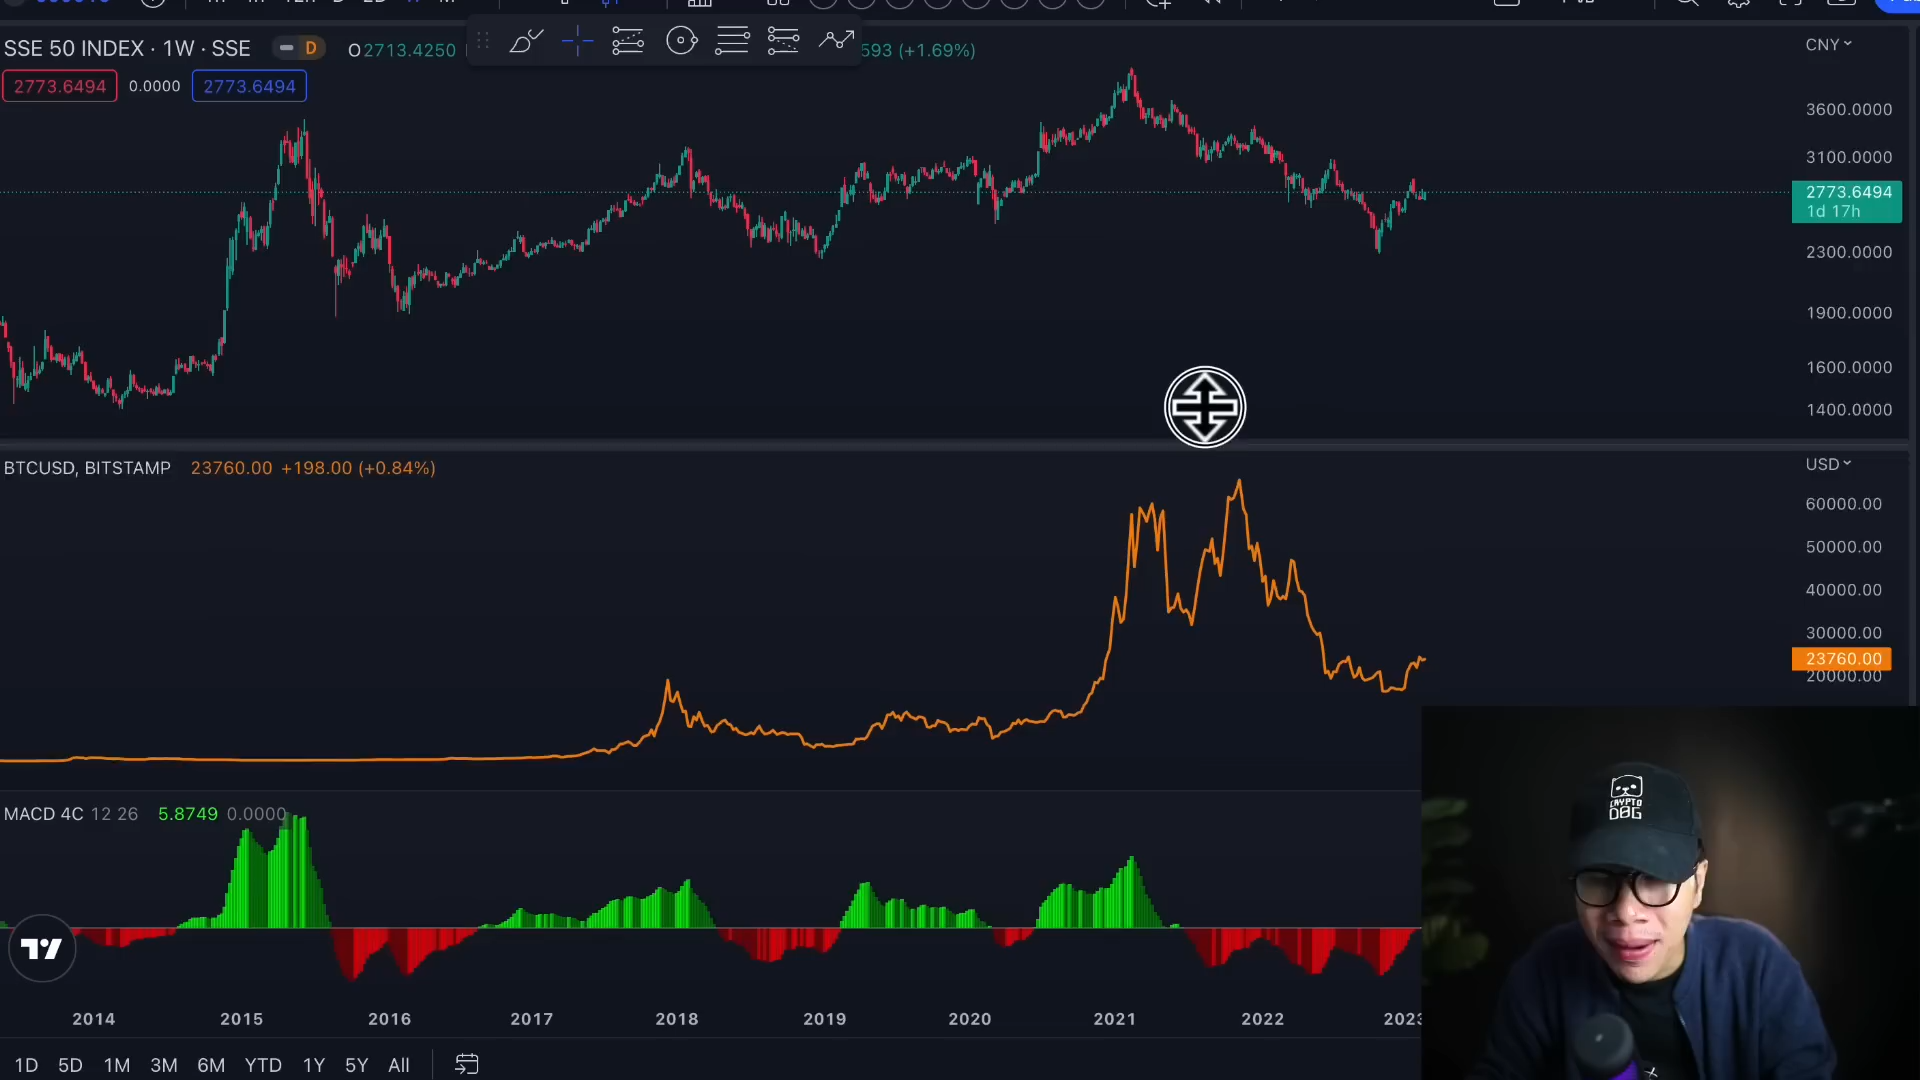 SSE 50 INDEX · 1W · SSE
D
O2713.4250
593 (+1.69%)
CNY
2773.6494
0.0000
2773.6494
3600.0000
3100.0000
2773.6494
1d 17h
2300.0000
1900.0000
1600.0000
1400.0000
BTCUSD, BITSTAMP 23760.00 +198.00 (+0.84%)
USD
60000.00
50000.00
40000.00
30000.00
23760.00
20000.00
MACD 4C 12 26 5.8749 0.0000
CRYPTO
DOG
2014 2015 2016 2017 2018 2019 2020 2021 2022 2023
1D 5D 1M 3M 6M YTD 1Y 5Y All